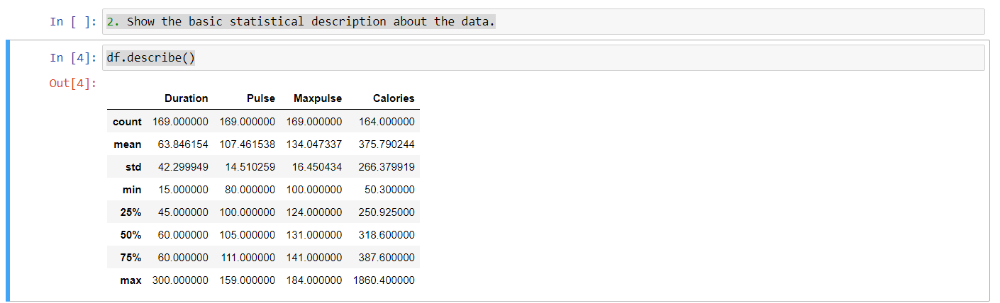 In [ ]: 2. Show the basic statistical description about the data.
In [4]: df.describe()
Out[4]:
Duration Pulse Maxpulse Calories
count 169.000000 169.000000 169.000000 164.000000
mean 63.846154 107.461538 134.047337 375.790244
std 42.299949 14.510259 16.450434 266.379919
min 15.000000 80.000000 100.000000 50.300000
25% 45.000000 100.000000 124.000000 250.925000
50% 60.000000 105.000000 131.000000 318.600000
75% 60.000000 111.000000 141.000000 387.600000
max 300.000000 159.000000 184.000000 1860.400000